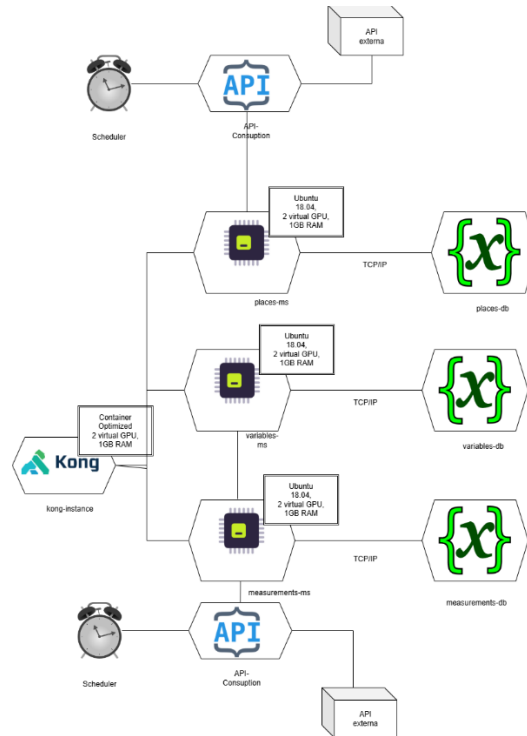 API
externa
API
Scheduler
API-
Consuption
Ubuntu
18.04,
2 virtual GPU,
1GB RAM
TCP/IP
places-ms
places-db
Ubuntu
18.04,
2 virtual GPU,
1GB RAM
TCP/IP
Container
Optimized
2 virtual GPU,
1GB RAM
variables-
ms
variables-db
Kong
kong-instance
Ubuntu
18.04,
2 virtual GPU,
1GB RAM
{x}
{x}
{x}
TCP/IP
measurements-ms
measurements-db
API
Scheduler
API-
Consuption
API
externa